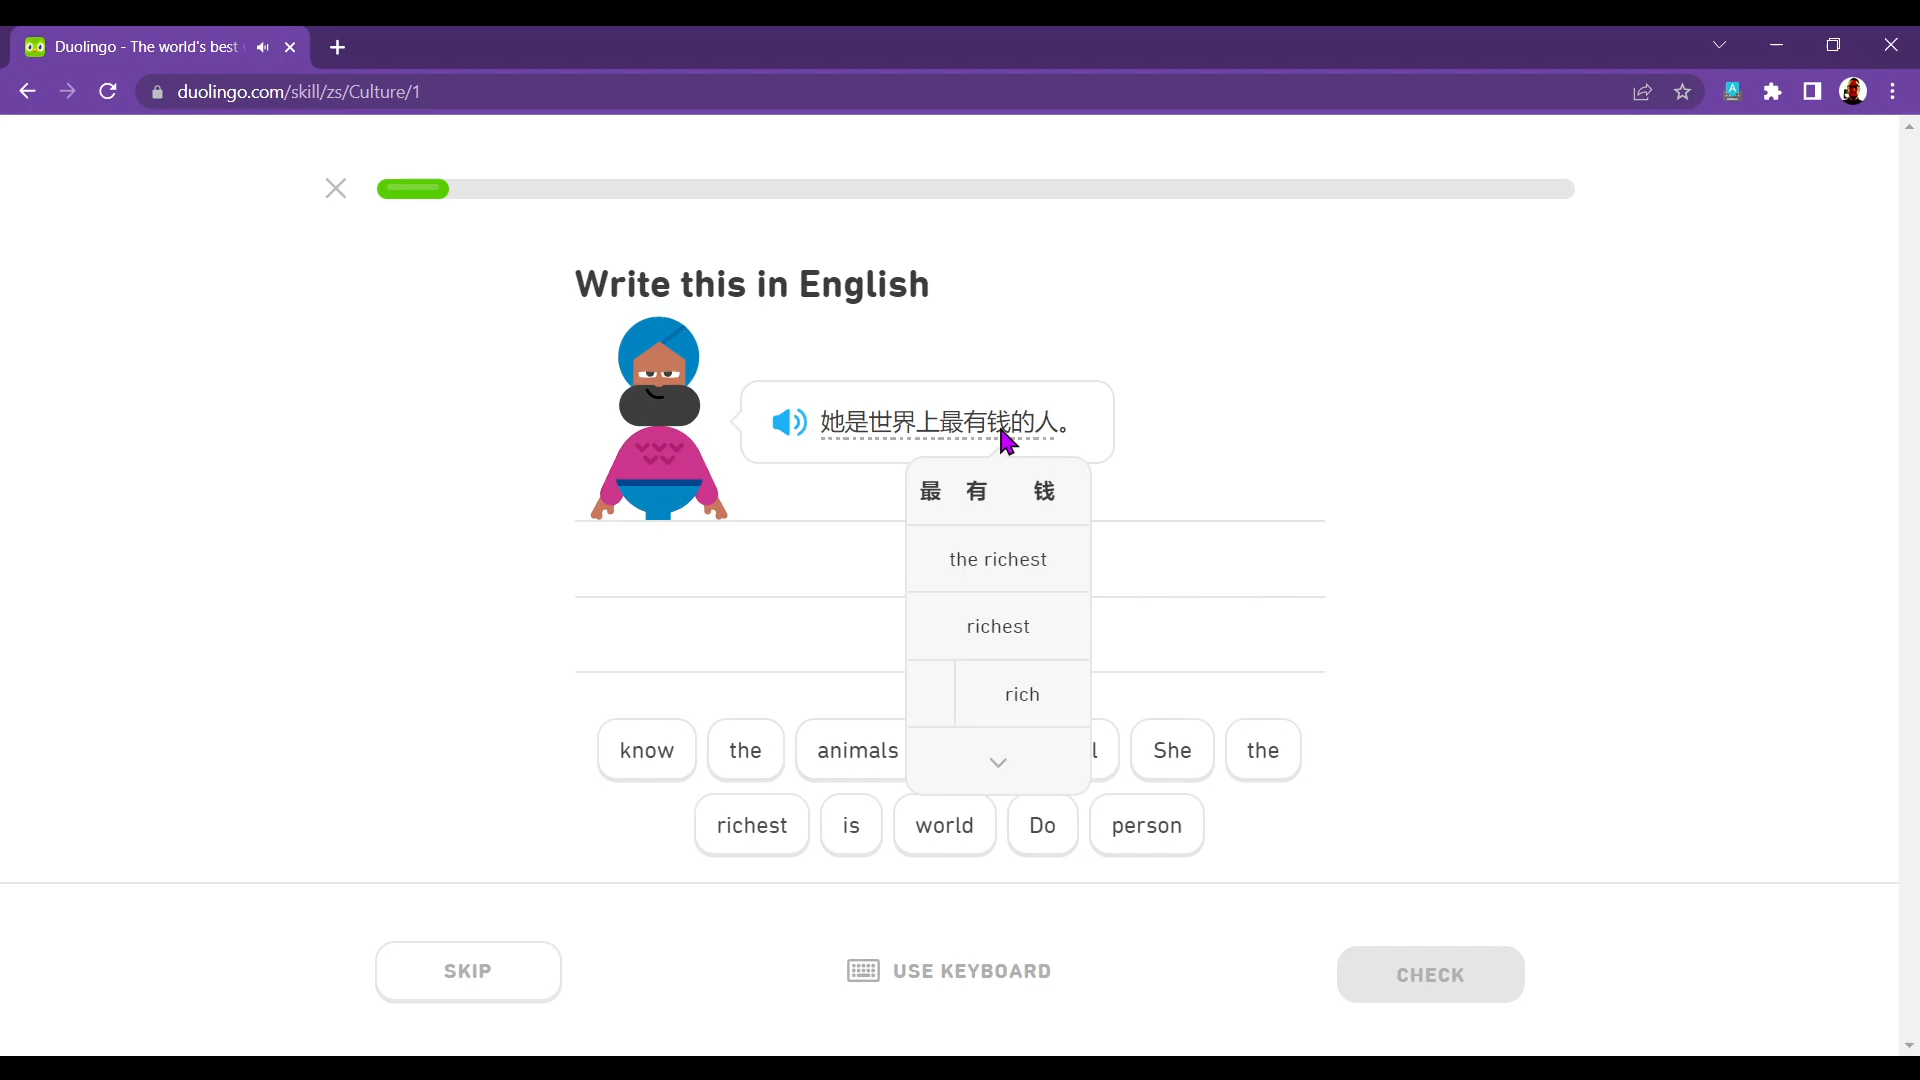 Duolingo - The world's best
duolingo.com/skill/zs/Culture/1
Write this in English
她是世界上最有钱的人。
最 有 钱
the richest
richest
rich
know the animals She the
richest is world Do person
SKIP USE KEYBOARD CHECK